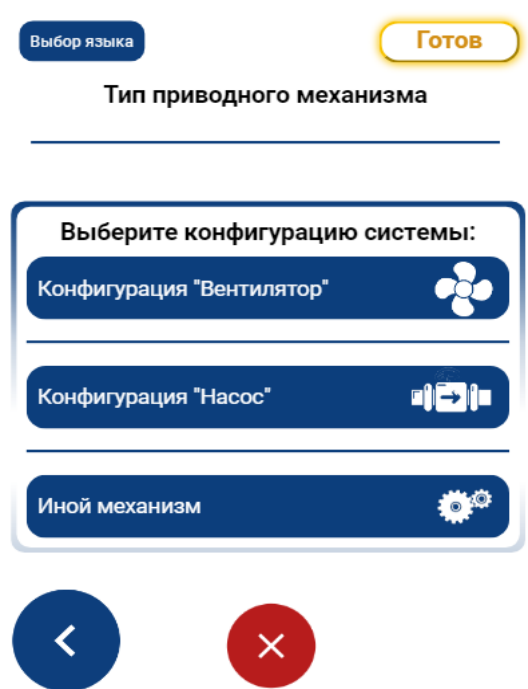 Выбор языка
Готов
Тип приводного механизма
Выберите конфигурацию системы:
Конфигурация "Вентилятор"
Конфигурация "Насос"
Иной механизм